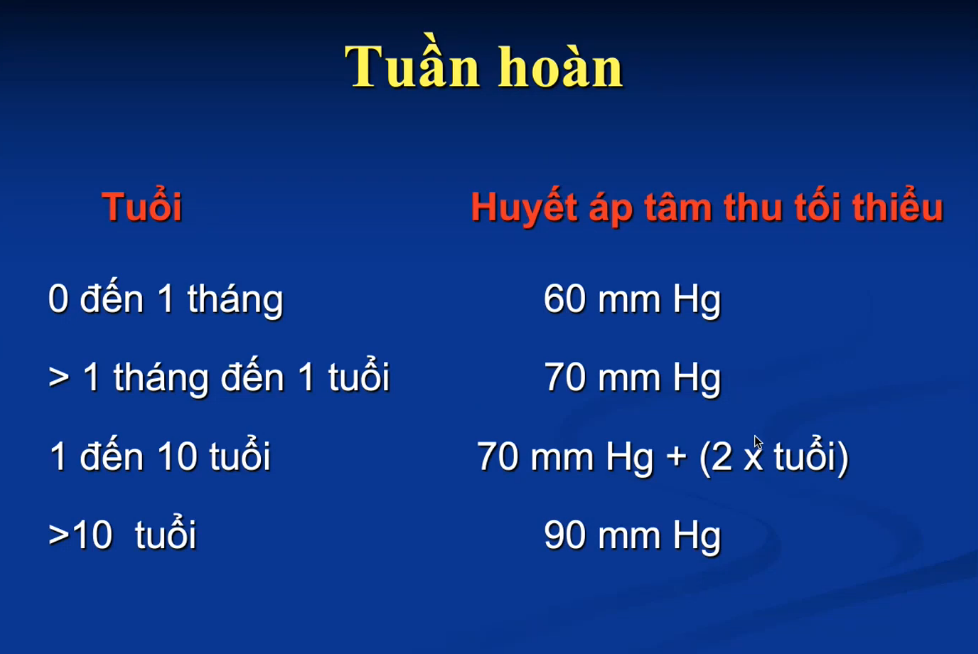 Tuần hoàn
Tuổi Huyết áp tâm thu tối thiểu
0 đến 1 tháng 60 mm Hg
> 1 tháng đến 1 tuổi 70 mm Hg
1 đến 10 tuổi 70 mm Hg + (2 x tuổi)
>10 tuổi 90 mm Hg